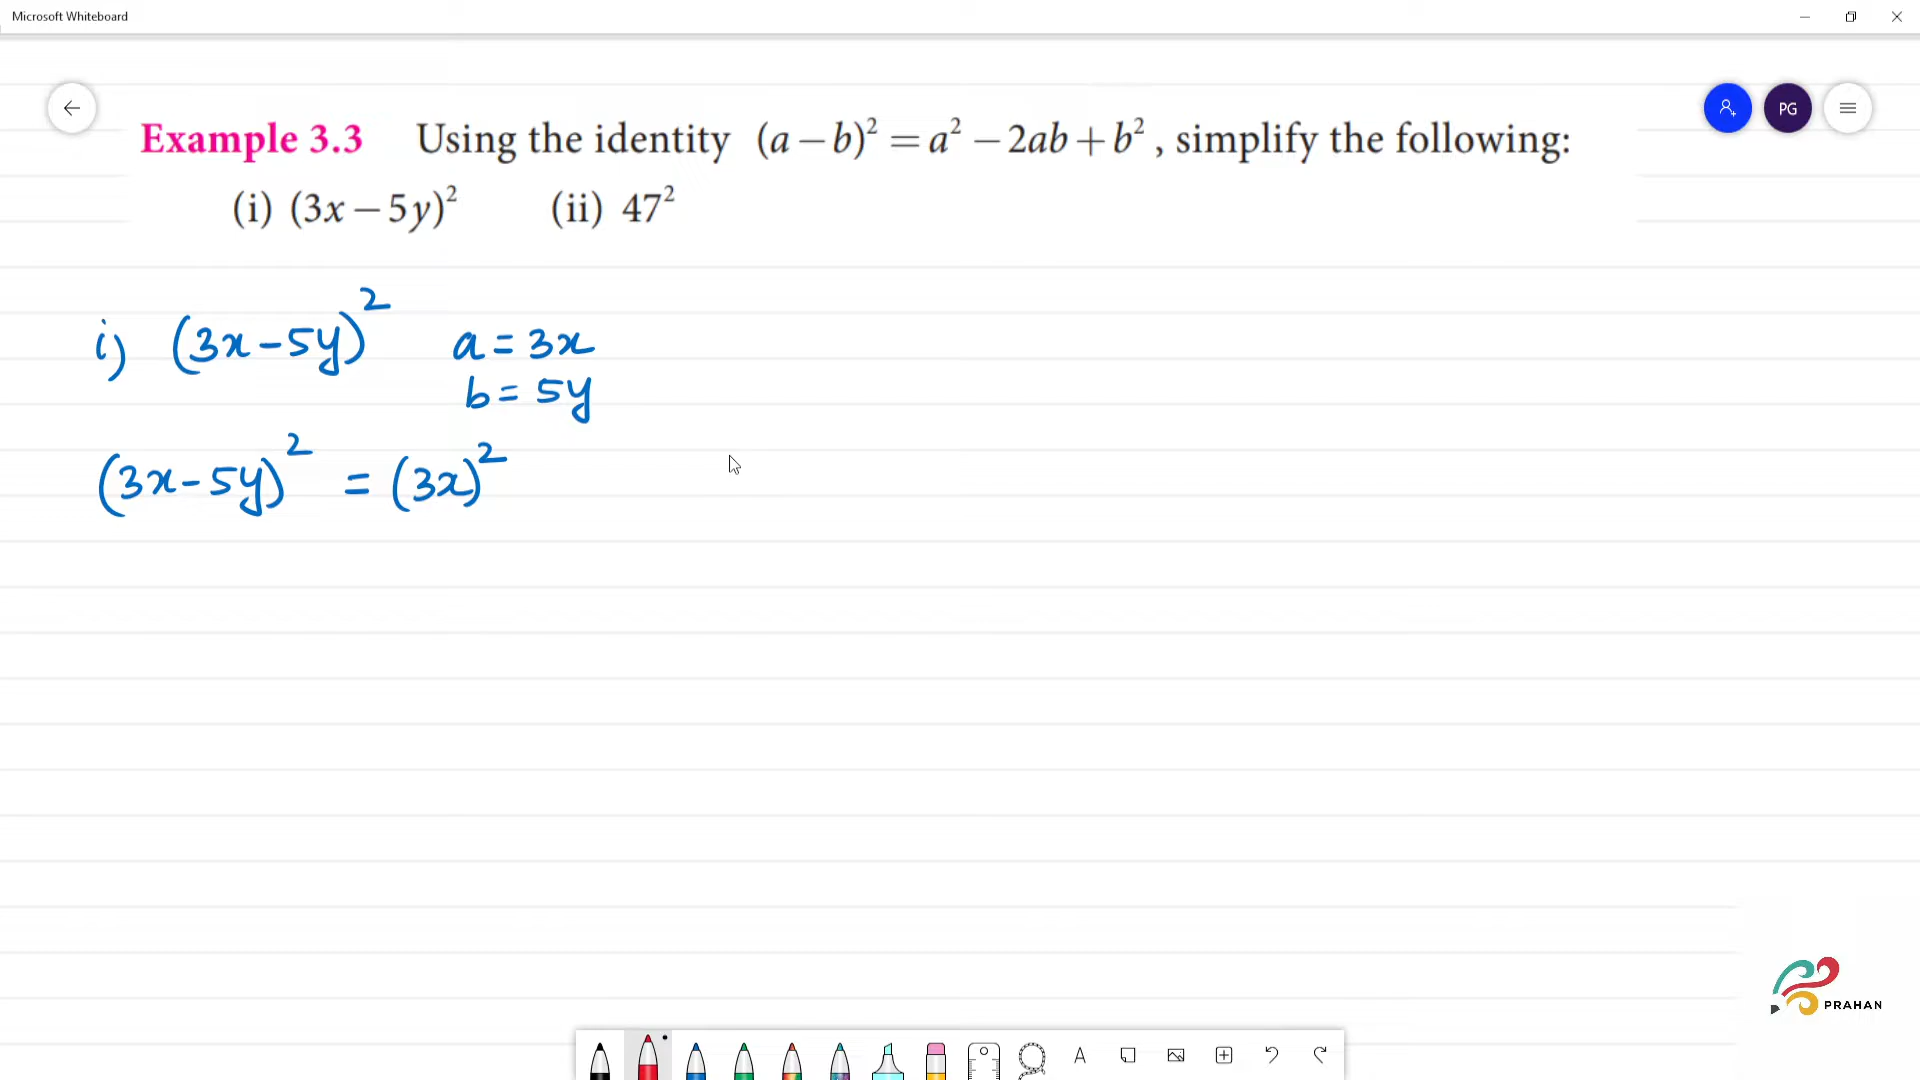 Microsoft Whiteboard
PG
Example 3.3 Using the identity (a − b)² = a² − 2ab + b², simplify the following:
(i) (3x − 5y)² (ii) 47²
i) (3x−5y)² a = 3x
b = 5y
(3x−5y)² = (3x)²
PRAHAN
A